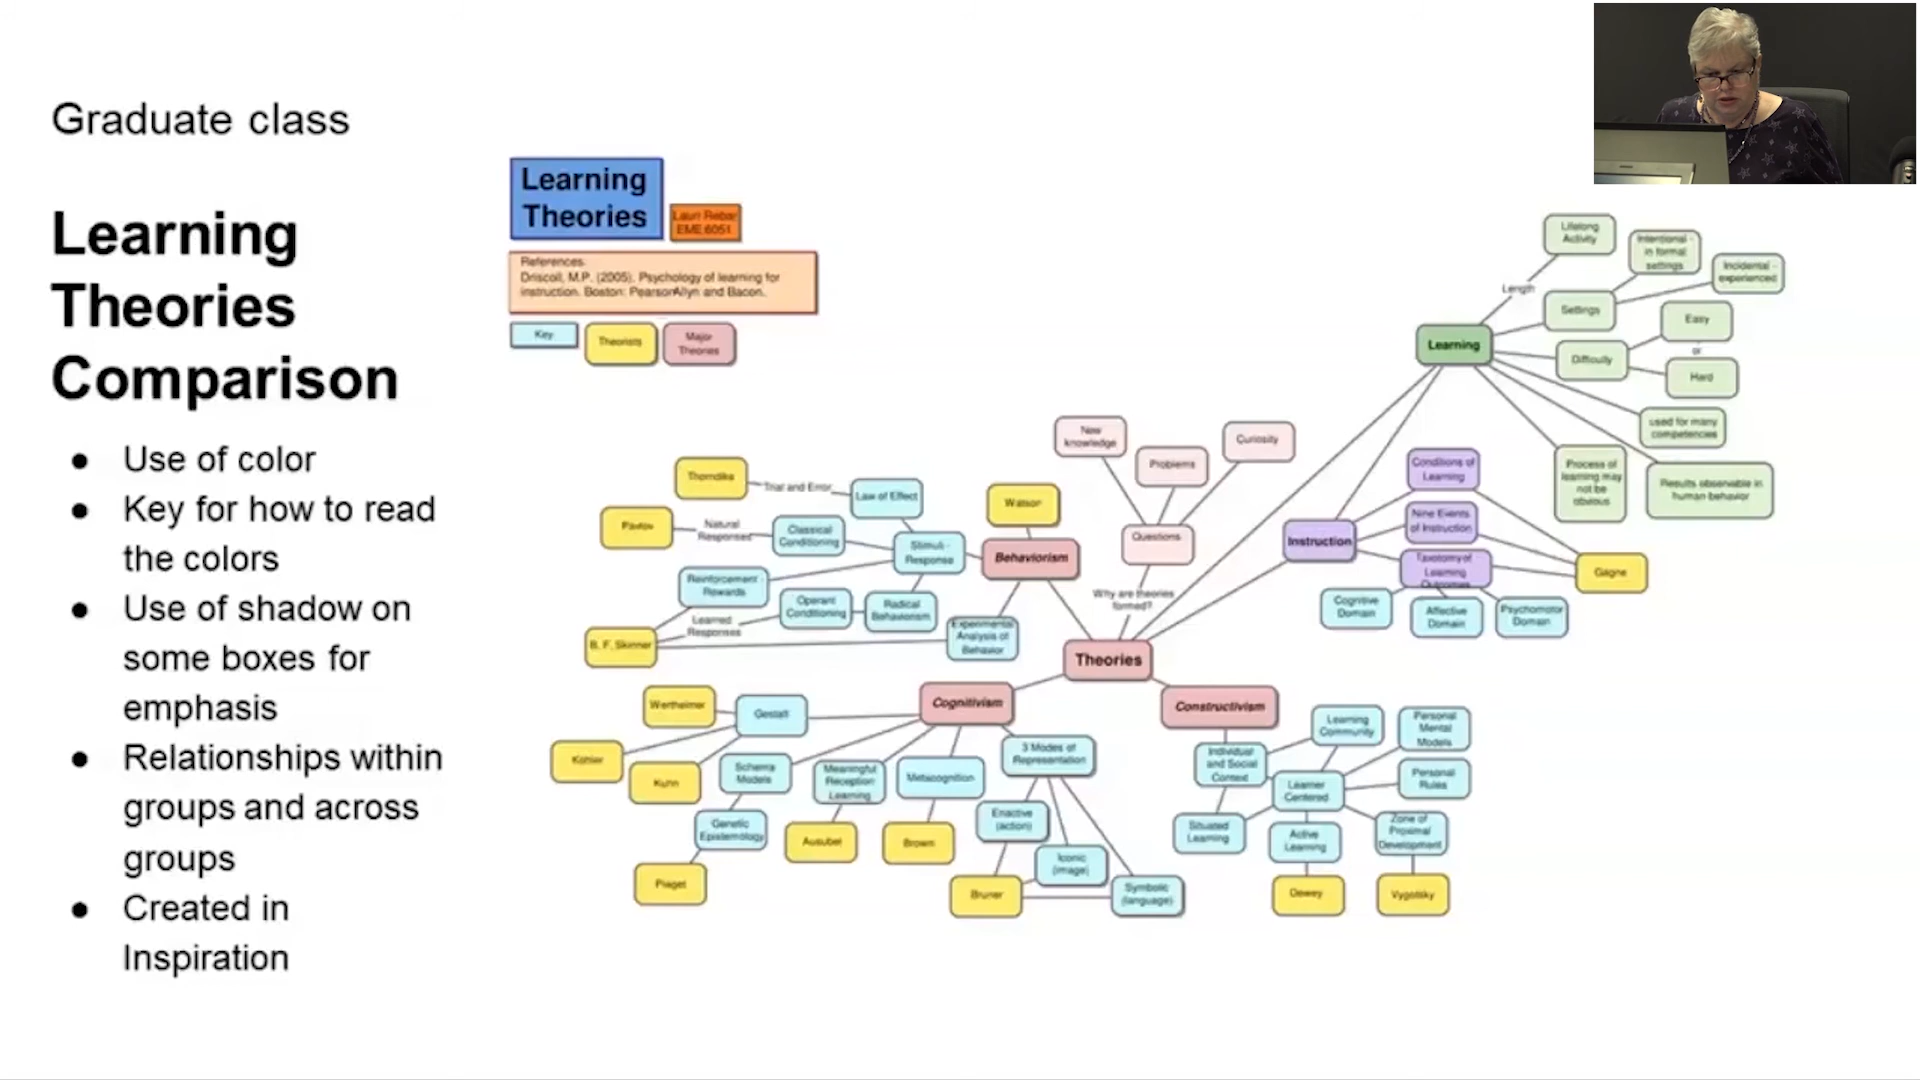 Graduate class
Learning
Theories
Comparison
● Use of color
● Key for how to read
the colors
● Use of shadow on
some boxes for
emphasis
● Relationships within
groups and across
groups
● Created in
Inspiration
Learning
Theories
Lauri Rebar
EME 6051
References
Driscoll, M.P. (2005). Psychology of learning for
instruction. Boston: PearsonAllyn and Bacon.
Key
Theorists
Major
Theories
Lifelong
Activity
Intentional -
in formal
settings
Incidental -
experienced
Length
Settings
Easy
or
Hard
Difficulty
Learning
used for many
competencies
Process of
learning may
not be
obvious
Results observable in
human behavior
New
knowledge
Problems
Curiosity
Questions
Why are theories
formed?
Conditions of
Learning
Nine Events
of Instruction
Taxonomy of
Learning
Outcomes
Instruction
Gagne
Cognitive
Domain
Affective
Domain
Psychomotor
Domain
Thorndike
Trial and Error
Law of Effect
Watson
Pavlov
Natural
Responses
Classical
Conditioning
Stimuli -
Response
Behaviorism
Reinforcement -
Rewards
Operant
Conditioning
Radical
Behaviorism
Learned
Responses
B. F. Skinner
Experimental
Analysis of
Behavior
Theories
Wertheimer
Gestalt
Cognitivism
Constructivism
Kohler
Kuhn
Schema
Models
Meaningful
Reception
Learning
Metacognition
3 Modes of
Representation
Genetic
Epistemology
Ausubel
Brown
Enactive
(action)
Iconic
(image)
Piaget
Bruner
Symbolic
(language)
Individual
and Social
Context
Learning
Community
Personal
Mental
Models
Learner
Centered
Personal
Rules
Situated
Learning
Active
Learning
Zone of
Proximal
Development
Dewey
Vygotsky